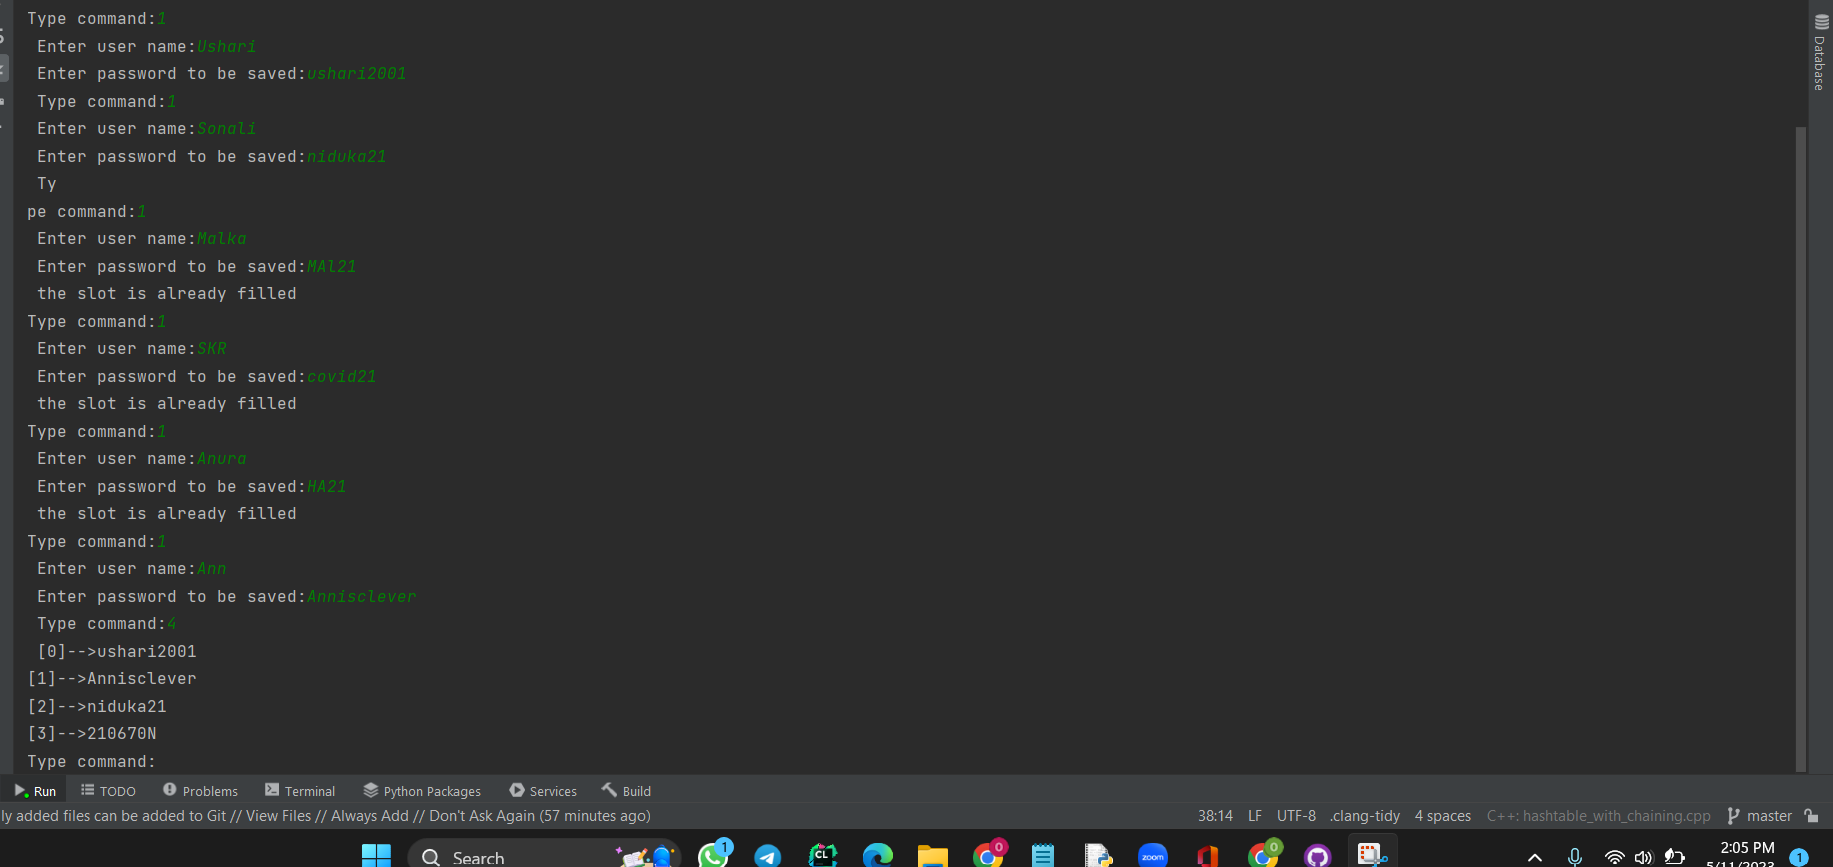 Type command:1
Enter user name:Ushari
Enter password to be saved:ushari2001
Type command:1
Enter user name:Sonali
Enter password to be saved:niduka21
Ty
pe command:1
Enter user name:Malka
Enter password to be saved:MAl21
the slot is already filled
Type command:1
Enter user name:SKR
Enter password to be saved:covid21
the slot is already filled
Type command:1
Enter user name:Anura
Enter password to be saved:HA21
the slot is already filled
Type command:1
Enter user name:Ann
Enter password to be saved:Annisclever
Type command:4
[0]-->ushari2001
[1]-->Annisclever
[2]-->niduka21
[3]-->210670N
Type command:
Database
Run TODO Problems Terminal Python Packages Services Build
ly added files can be added to Git // View Files // Always Add // Don't Ask Again (57 minutes ago) 38:14 LF UTF-8 .clang-tidy 4 spaces C++: hashtable_with_chaining.cpp master
Search 1 CL 0 zoom 0 2:05 PM 1
5/11/2023